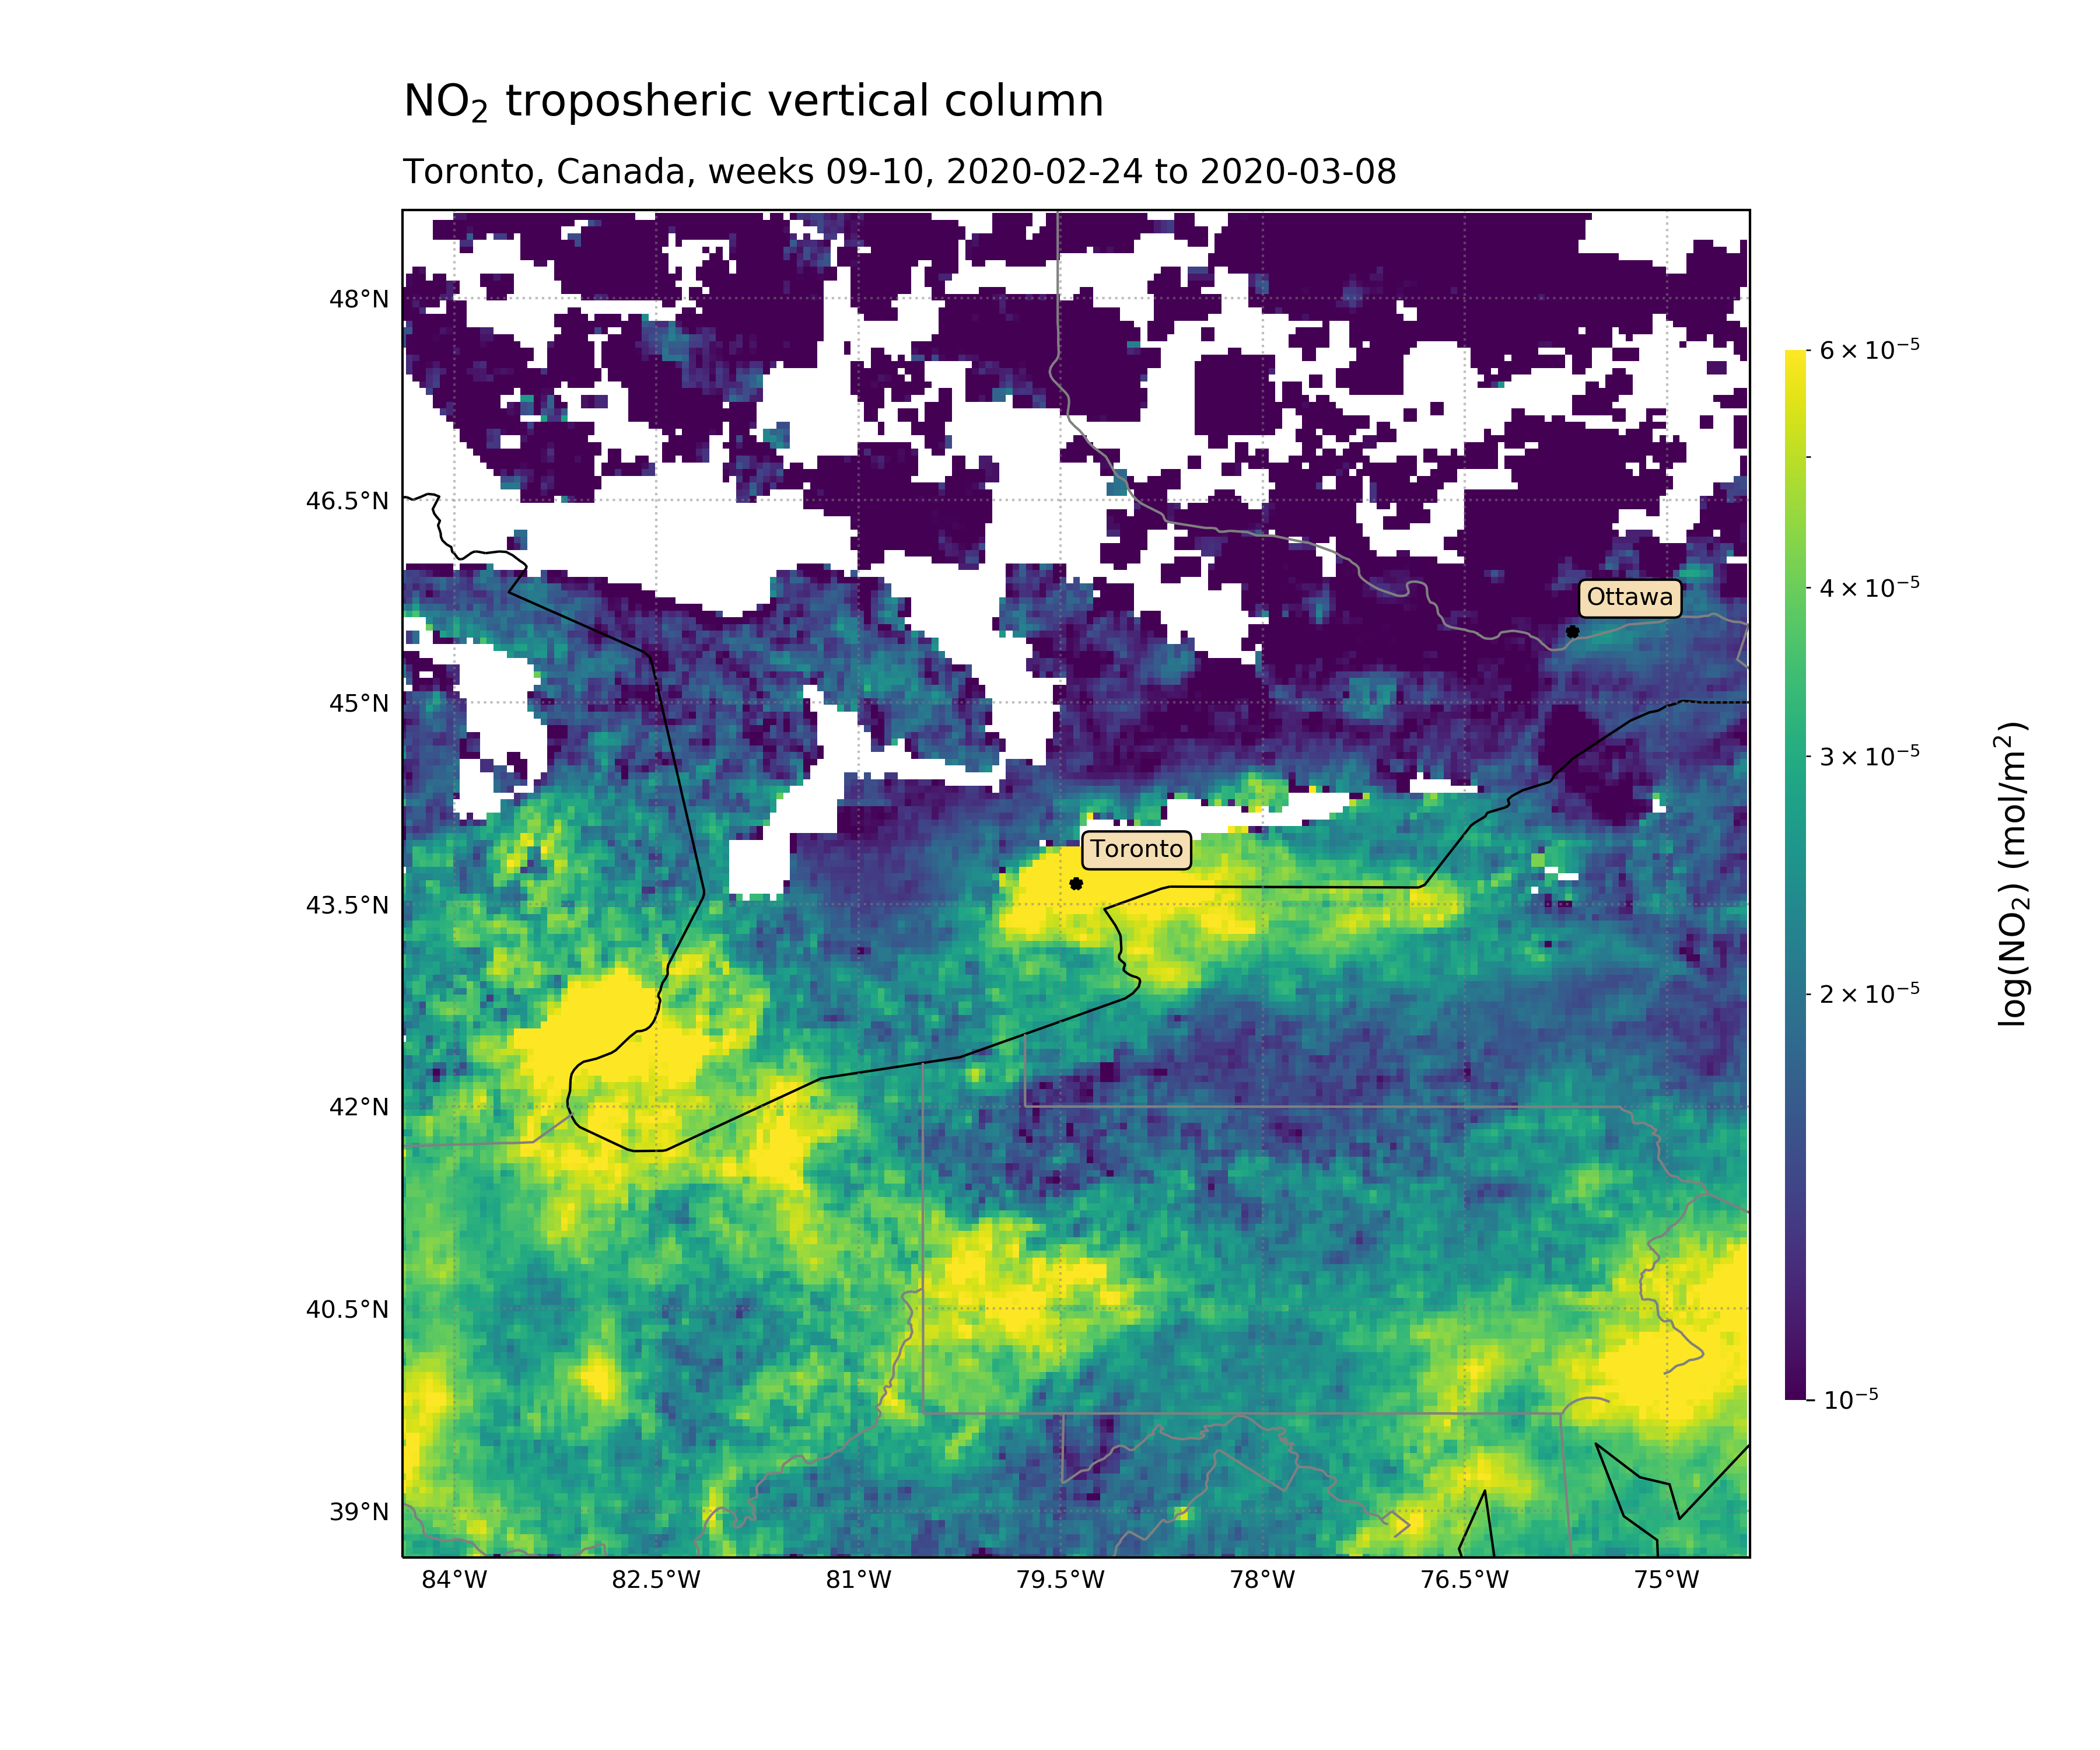 NO₂ troposheric vertical column
Toronto, Canada, weeks 09-10, 2020-02-24 to 2020-03-08
48°N
46.5°N
45°N
43.5°N
42°N
40.5°N
39°N
84°W 82.5°W 81°W 79.5°W 78°W 76.5°W 75°W
Ottawa
Toronto
6×10⁻⁵
4×10⁻⁵
3×10⁻⁵
2×10⁻⁵
10⁻⁵
log(NO₂) (mol/m²)